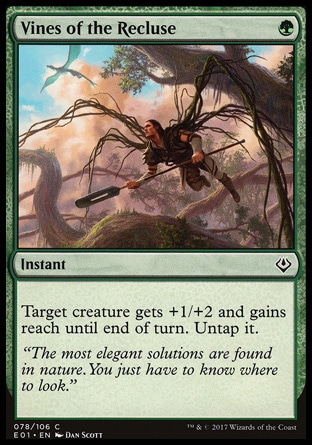 Vines of the Recluse
Instant
Target creature gets +1/+2 and gains
reach until end of turn. Untap it.
“The most elegant solutions are found
in nature. You just have to know where
to look.”
078/106 C
E01 • EN Dan Scott
™ & © 2017 Wizards of the Coast